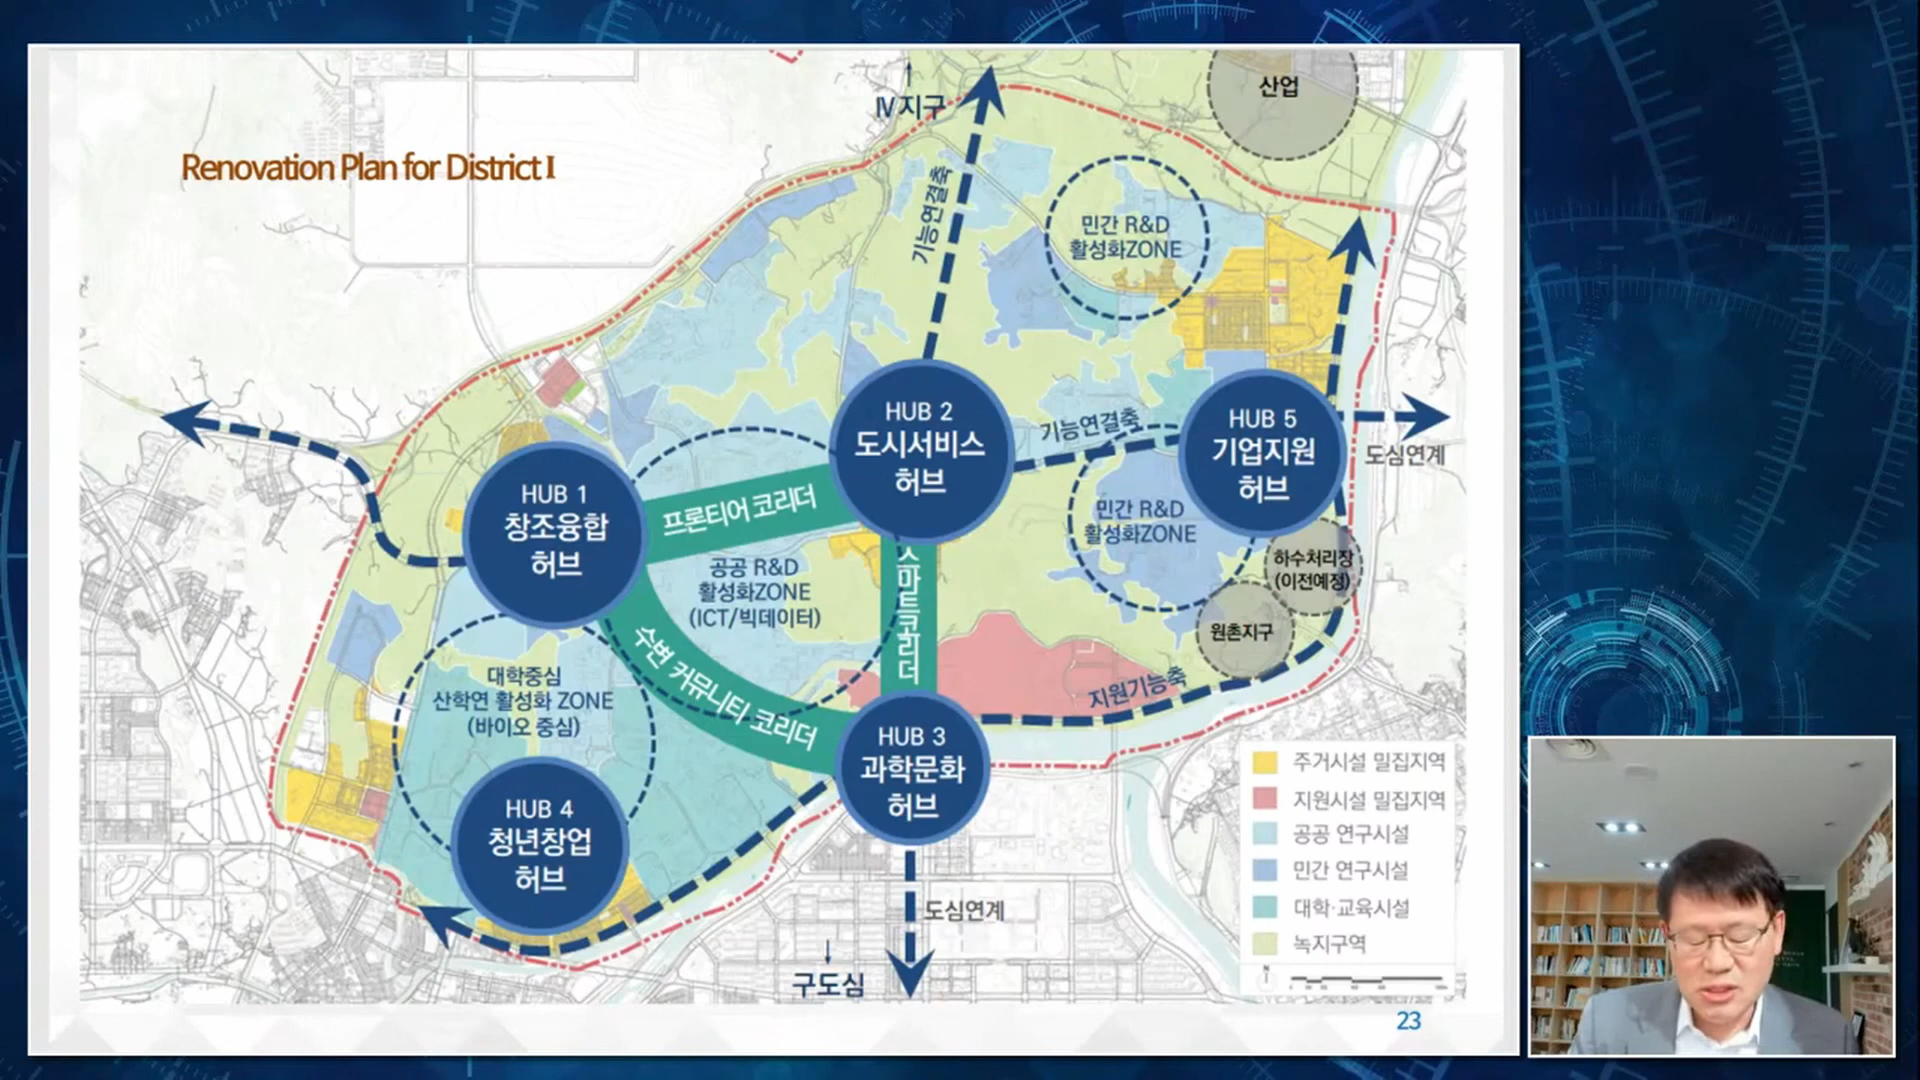 Renovation Plan for District I
Ⅳ지구
산업
기능연결축
민간 R&D
활성화ZONE
HUB 2
도시서비스
허브
기능연결축
HUB 5
기업지원
허브
도심연계
HUB 1
창조융합
허브
프론티어 코리더
민간 R&D
활성화ZONE
공공 R&D
활성화ZONE
(ICT/빅데이터)
스마트코리더
하수처리장
(이전예정)
원촌지구
수변 커뮤니티 코리더
대학중심
산학연 활성화 ZONE
(바이오 중심)
지원기능축
HUB 3
과학문화
허브
HUB 4
청년창업
허브
도심연계
구도심
주거시설 밀집지역
지원시설 밀집지역
공공 연구시설
민간 연구시설
대학·교육시설
녹지구역
N
23